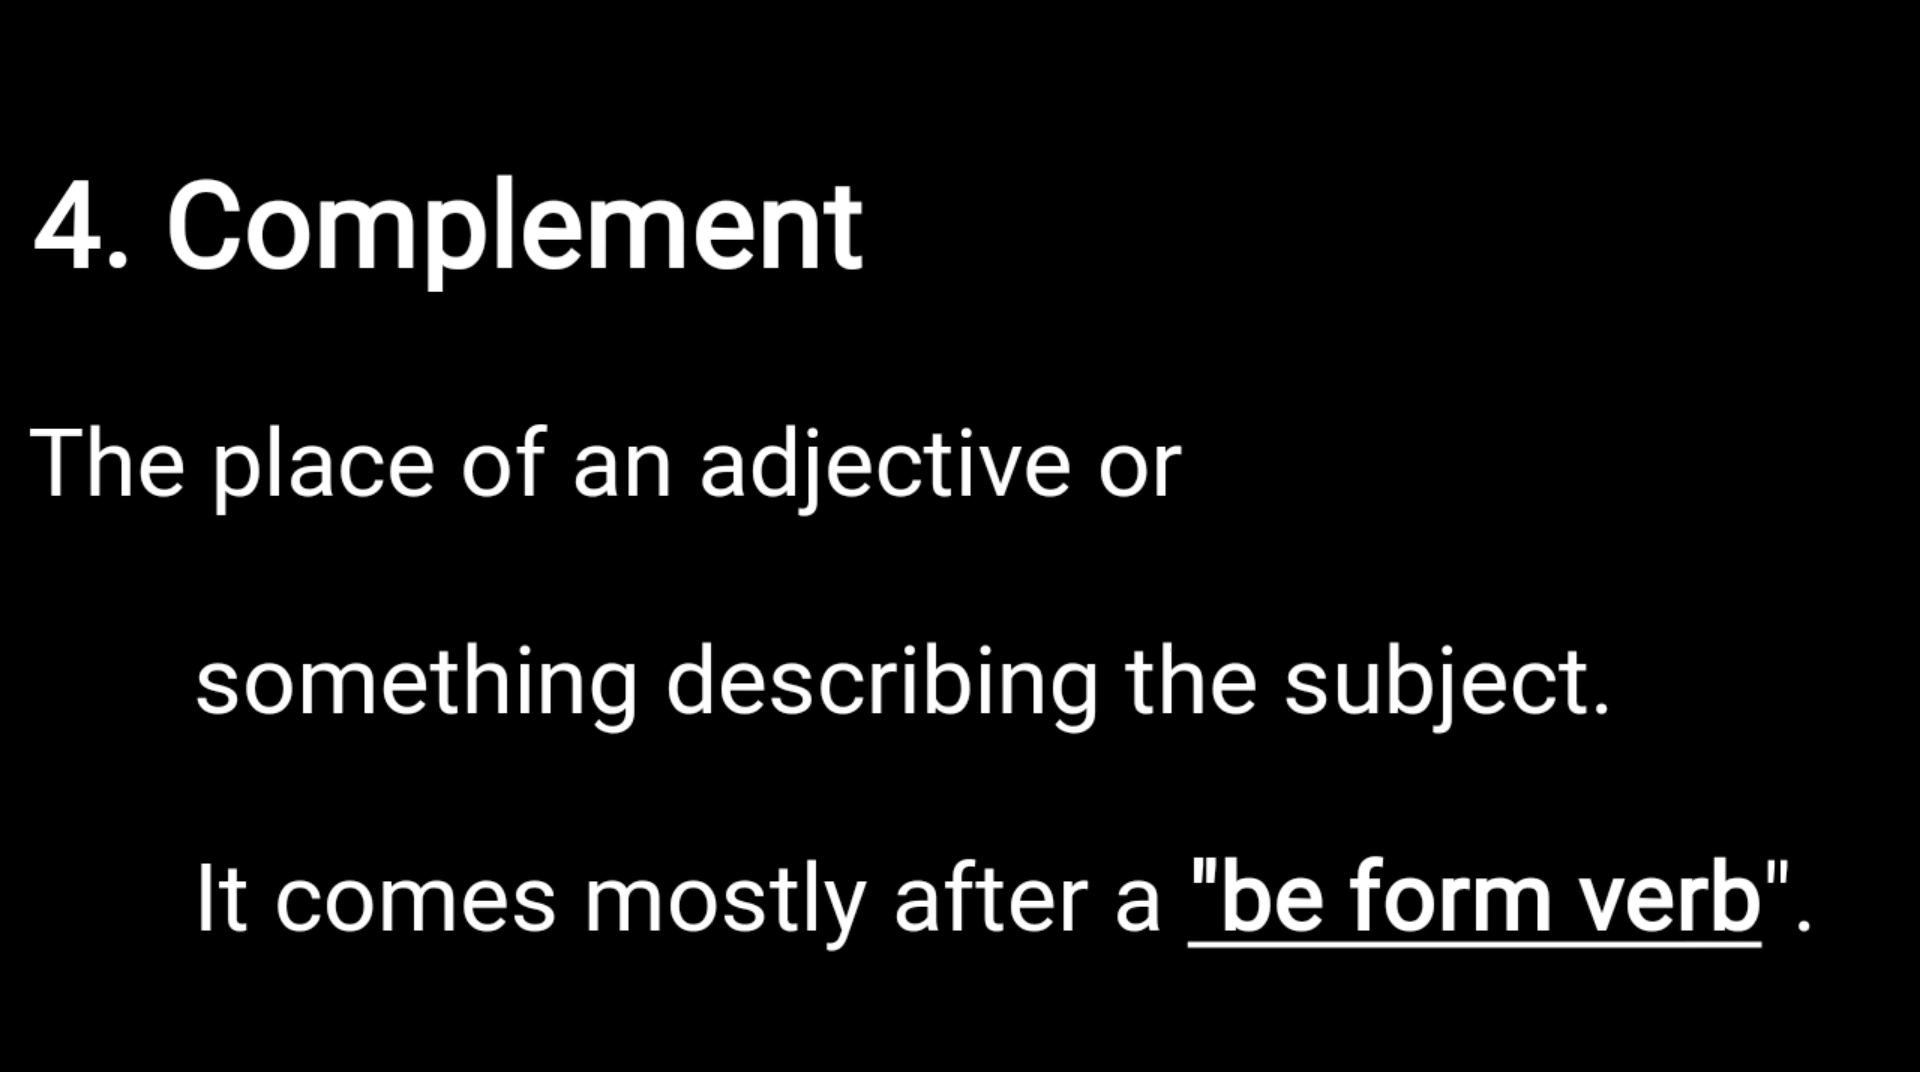 4. Complement
The place of an adjective or
something describing the subject.
It comes mostly after a "be form verb".